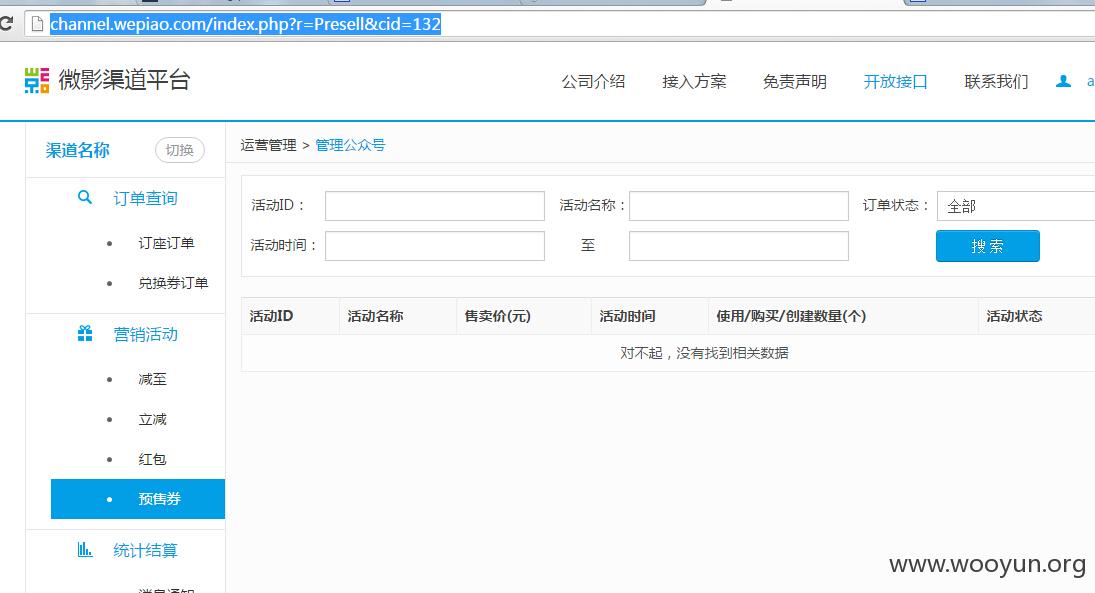 channel.wepiao.com/index.php?r=Presell&cid=132
微影渠道平台
公司介绍 接入方案 免责声明 开放接口 联系我们 a
渠道名称 切换
运营管理 > 管理公众号
订单查询
订座订单
兑换券订单
营销活动
减至
立减
红包
预售券
统计结算
消息通知
活动ID： 活动名称： 订单状态： 全部
活动时间： 至 搜索
活动ID 活动名称 售卖价(元) 活动时间 使用/购买/创建数量(个) 活动状态
对不起，没有找到相关数据
www.wooyun.org